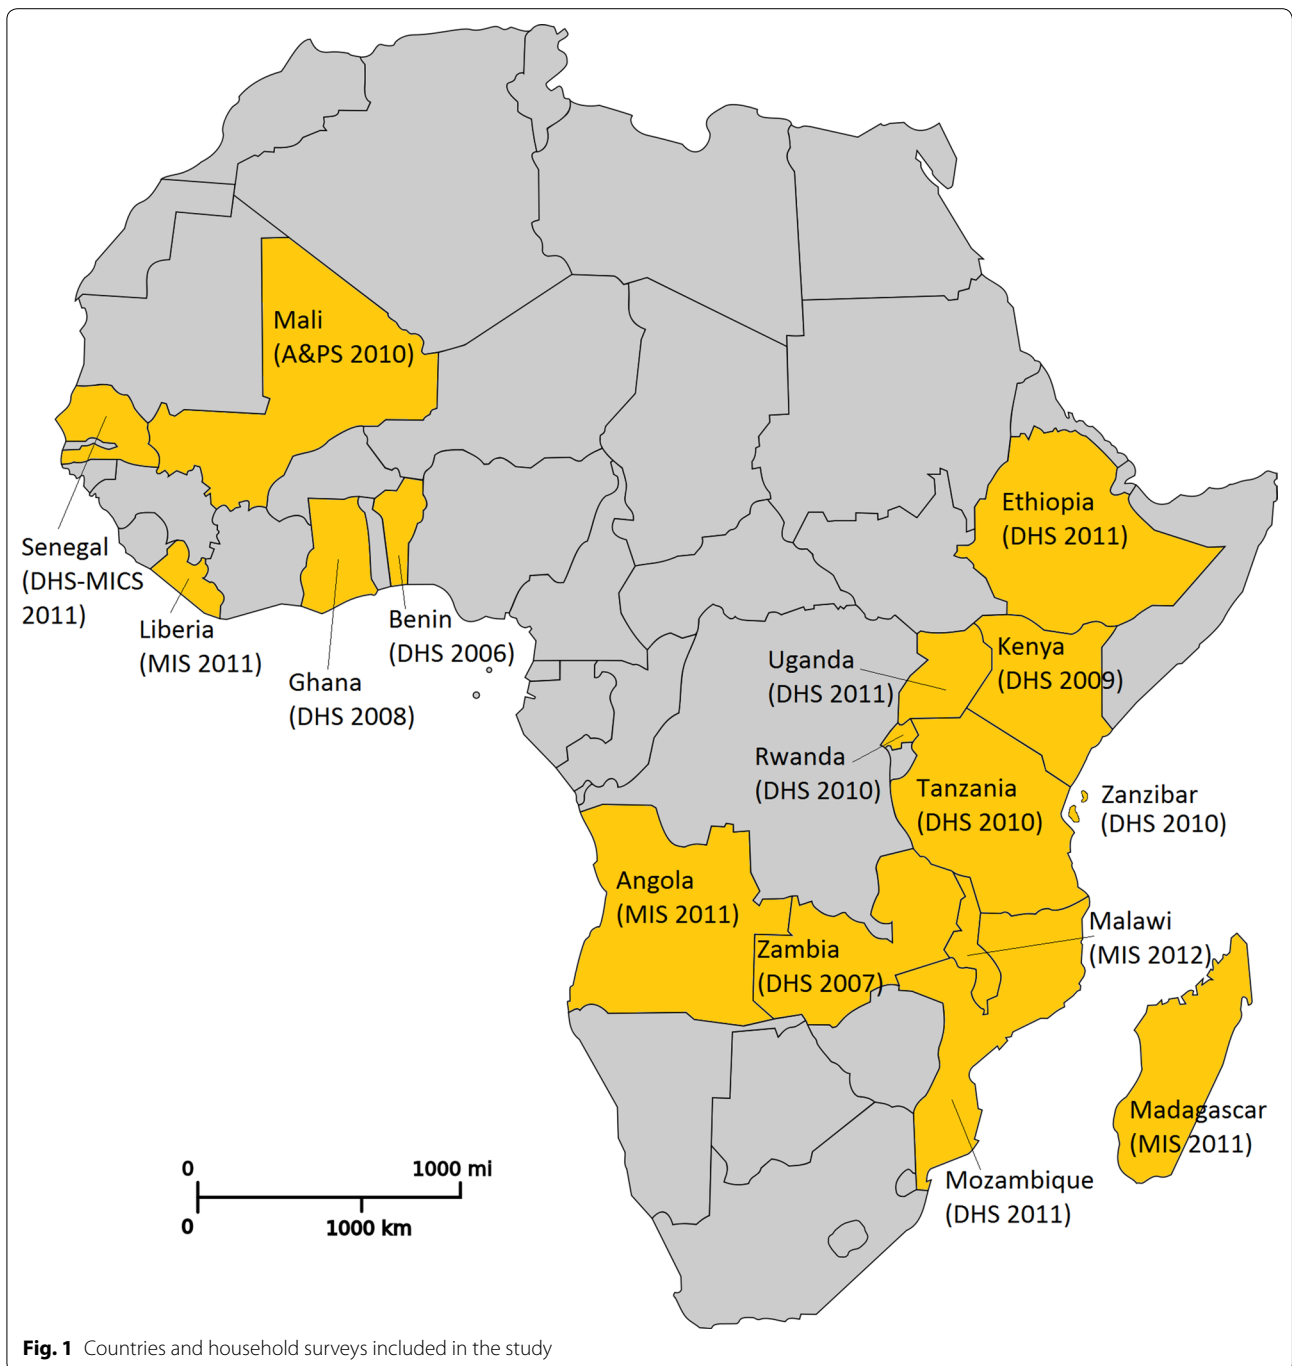 Mali
(A&PS 2010)
Ethiopia
(DHS 2011)
Senegal
(DHS-MICS
2011)
Liberia
(MIS 2011)
Benin
(DHS 2006)
Ghana
(DHS 2008)
Uganda
(DHS 2011)
Kenya
(DHS 2009)
Rwanda
(DHS 2010)
Tanzania
(DHS 2010)
Zanzibar
(DHS 2010)
Angola
(MIS 2011)
Zambia
(DHS 2007)
Malawi
(MIS 2012)
Madagascar
(MIS 2011)
Mozambique
(DHS 2011)
0 1000 mi
0 1000 km
Fig. 1 Countries and household surveys included in the study